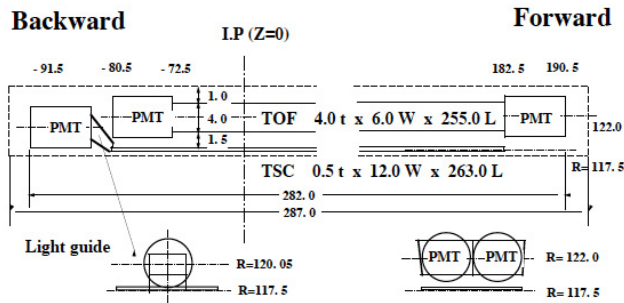 Backward
Forward
I.P (Z=0)
- 91.5 - 80.5 - 72.5
182.5 190.5
1.0
PMT PMT 4.0 TOF 4.0 t x 6.0 W x 255.0 L PMT
122.0
1.5
TSC 0.5 t x 12.0 W x 263.0 L
R= 117.5
282.0
287.0
Light guide
R=120.05
R=117.5
PMT PMT
R= 122.0
R= 117.5